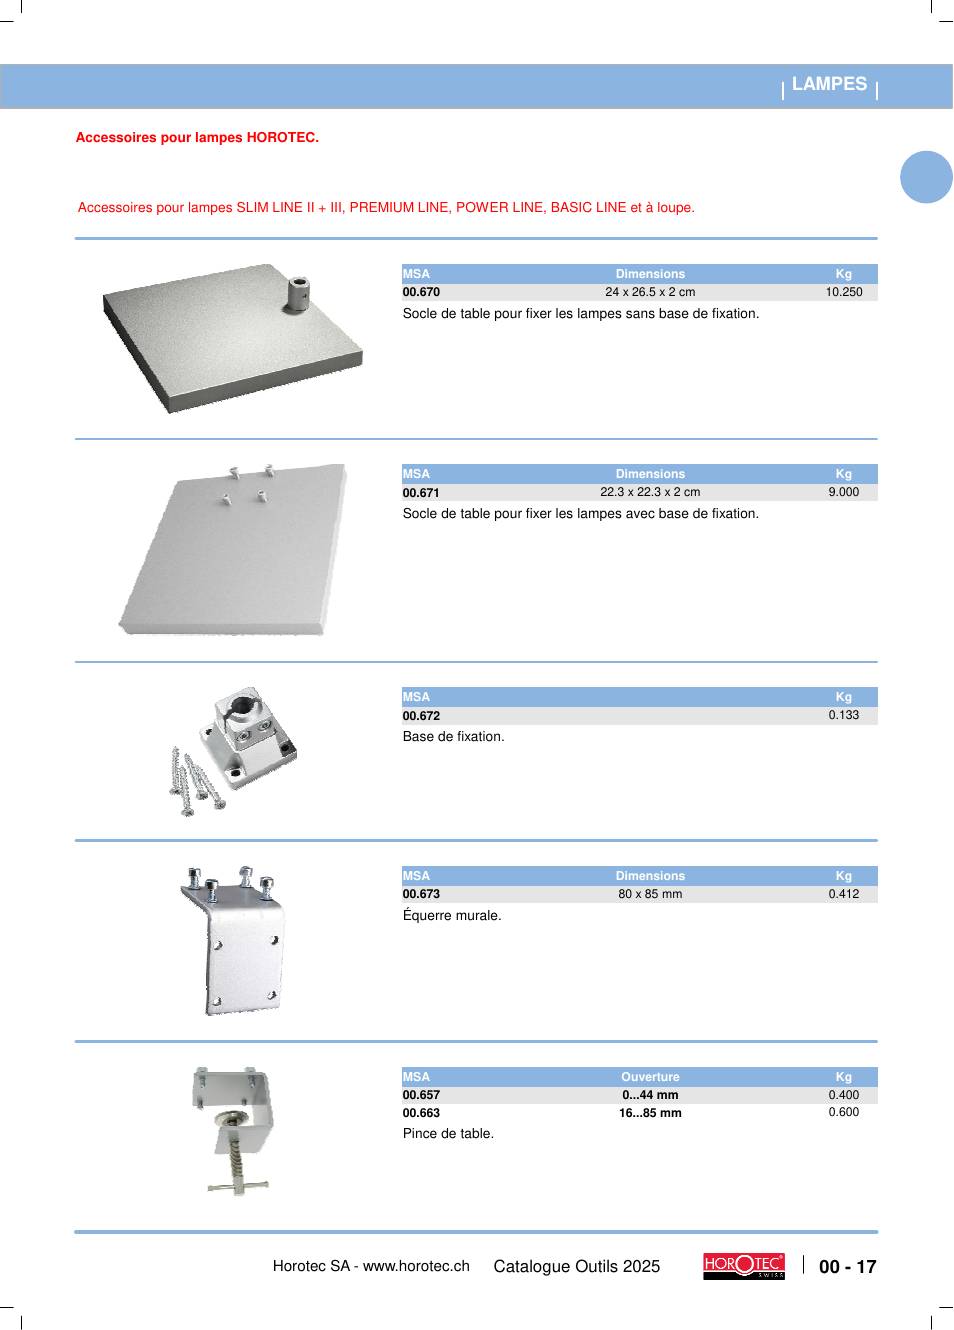 LAMPES
Accessoires pour lampes HOROTEC.
Accessoires pour lampes SLIM LINE II + III, PREMIUM LINE, POWER LINE, BASIC LINE et à loupe.
MSA Dimensions Kg
00.670 24 x 26.5 x 2 cm 10.250
Socle de table pour fixer les lampes sans base de fixation.
MSA Dimensions Kg
00.671 22.3 x 22.3 x 2 cm 9.000
Socle de table pour fixer les lampes avec base de fixation.
MSA Kg
00.672 0.133
Base de fixation.
MSA Dimensions Kg
00.673 80 x 85 mm 0.412
Équerre murale.
MSA Ouverture Kg
00.657 0...44 mm 0.400
00.663 16...85 mm 0.600
Pince de table.
Horotec SA - www.horotec.ch Catalogue Outils 2025 HOROTEC SWISS 00 - 17